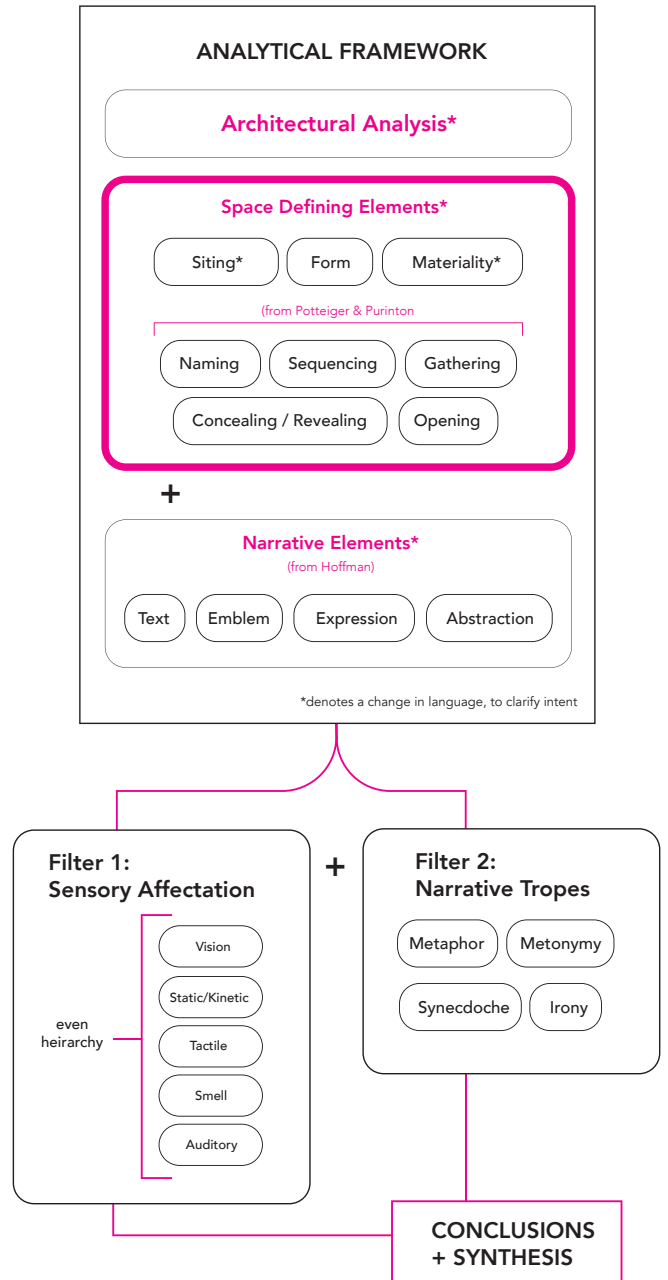 ANALYTICAL FRAMEWORK
Architectural Analysis*
Space Defining Elements*
Siting*
Form
Materiality*
(from Potteiger & Purinton
Naming
Sequencing
Gathering
Concealing / Revealing
Opening
+
Narrative Elements*
(from Hoffman)
Text
Emblem
Expression
Abstraction
*denotes a change in language, to clarify intent
Filter 1:
Sensory Affectation
even
heirarchy
Vision
Static/Kinetic
Tactile
Smell
Auditory
+
Filter 2:
Narrative Tropes
Metaphor
Metonymy
Synecdoche
Irony
CONCLUSIONS
+ SYNTHESIS